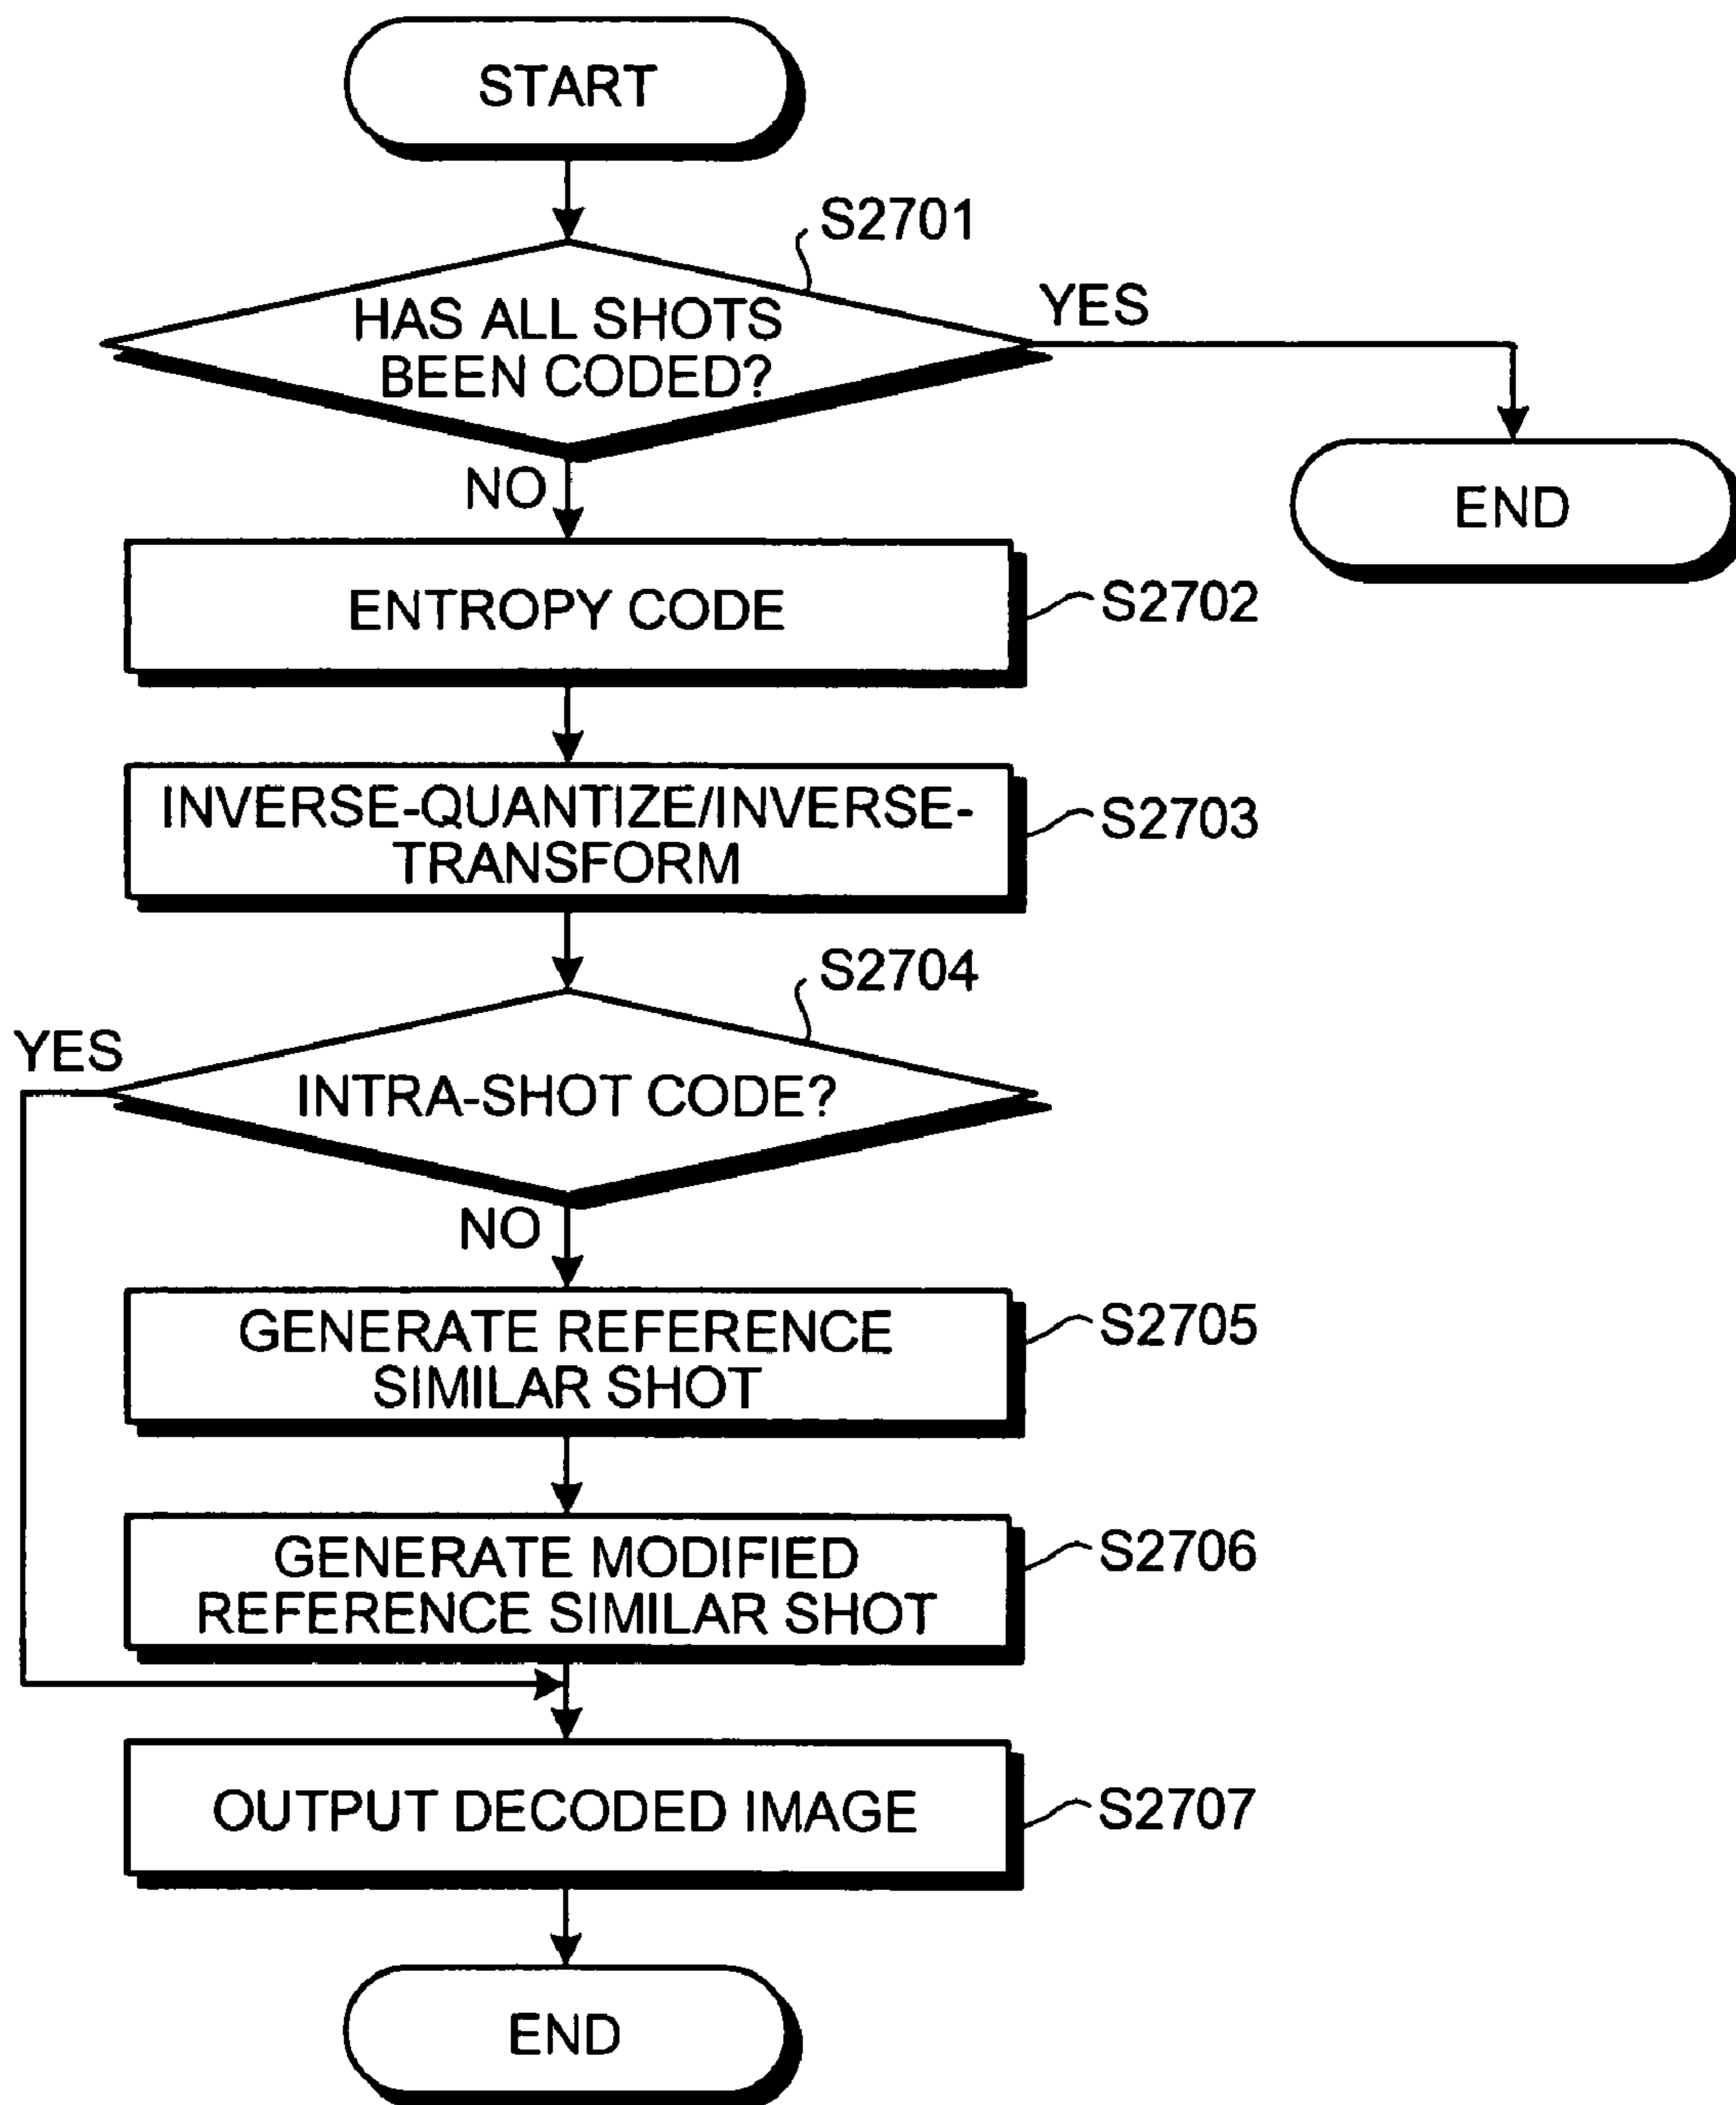 START
S2701
HAS ALL SHOTS
BEEN CODED?
YES
END
NO
ENTROPY CODE
S2702
INVERSE-QUANTIZE/INVERSE-
TRANSFORM
S2703
S2704
YES
INTRA-SHOT CODE?
NO
GENERATE REFERENCE
SIMILAR SHOT
S2705
GENERATE MODIFIED
REFERENCE SIMILAR SHOT
S2706
OUTPUT DECODED IMAGE
S2707
END